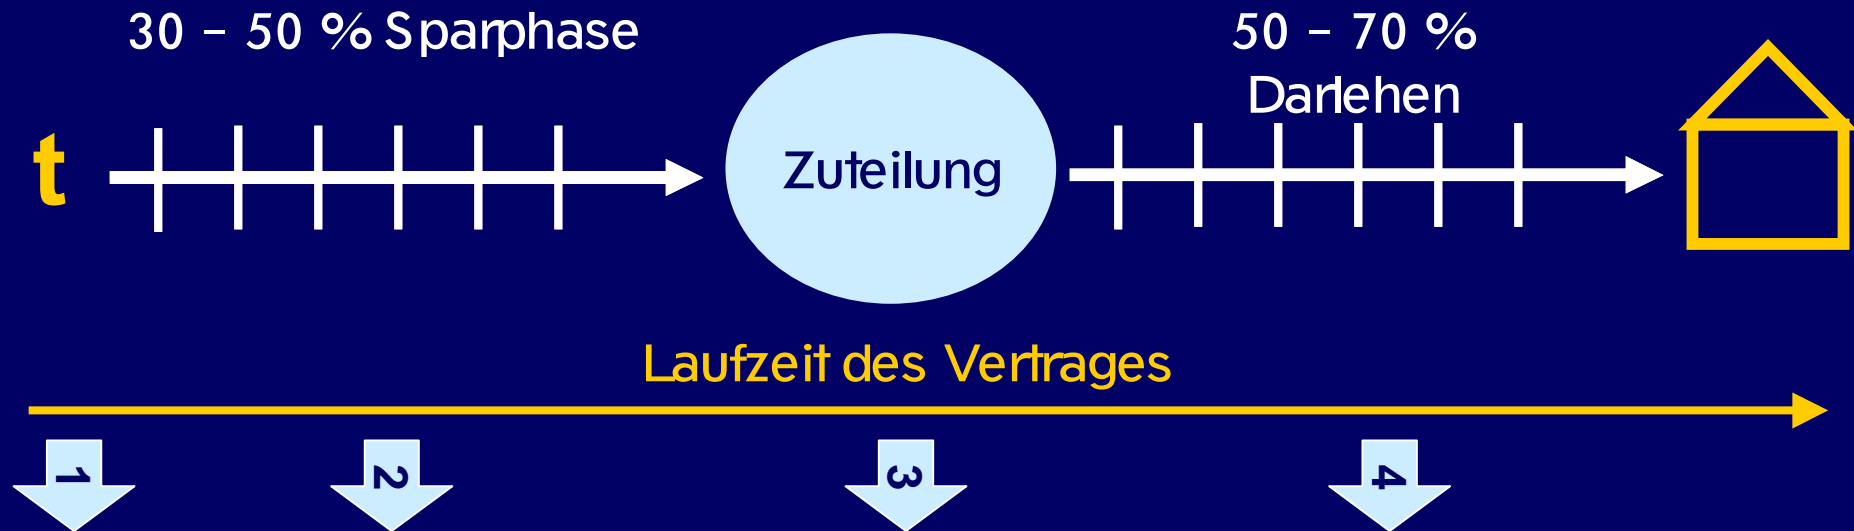 30 – 50 % Sparphase
50 – 70 %
Darlehen
t
Zuteilung
Laufzeit des Vertrages
1
2
3
4